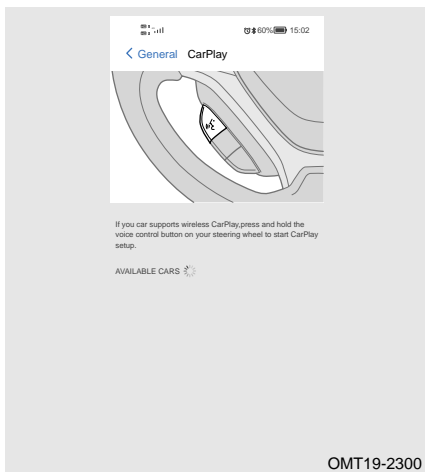 60% 15:02
General CarPlay
If you car supports wireless CarPlay,press and hold the
voice control button on your steering wheel to start CarPlay
setup.
AVAILABLE CARS
OMT19-2300